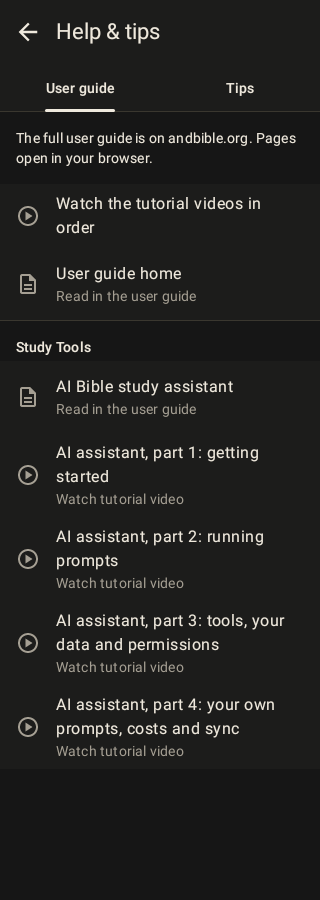 Help & tips
User guide
Tips
The full user guide is on andbible.org. Pages
open in your browser.
Watch the tutorial videos in
order
User guide home
Read in the user guide
Study Tools
AI Bible study assistant
Read in the user guide
AI assistant, part 1: getting
started
Watch tutorial video
AI assistant, part 2: running
prompts
Watch tutorial video
AI assistant, part 3: tools, your
data and permissions
Watch tutorial video
AI assistant, part 4: your own
prompts, costs and sync
Watch tutorial video